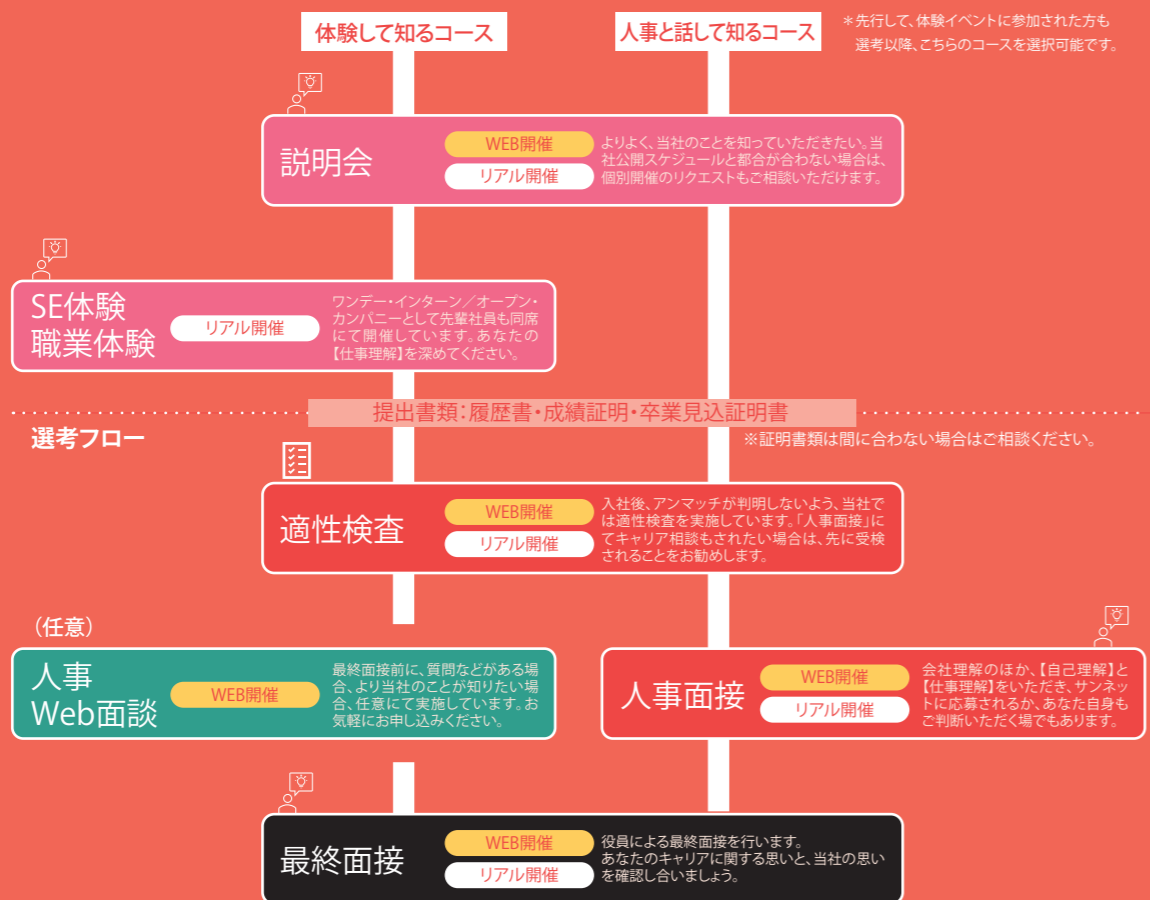 体験して知るコース
人事と話して知るコース
＊先行して、体験イベントに参加された方も
選考以降、こちらのコースを選択可能です。
説明会
WEB開催
リアル開催
よりよく、当社のことを知っていただきたい。当
社公開スケジュールと都合が合わない場合は、
個別開催のリクエストもご相談いただけます。
SE体験
職業体験
リアル開催
ワンデー・インターン／オープン・
カンパニーとして先輩社員も同席
にて開催しています。あなたの
【仕事理解】を深めてください。
提出書類：履歴書・成績証明・卒業見込証明書
選考フロー
※証明書類は間に合わない場合はご相談ください。
適性検査
WEB開催
リアル開催
入社後、アンマッチが判明しないよう、当社で
は適性検査を実施しています。「人事面接」に
てキャリア相談もされたい場合は、先に受検
されることをお勧めします。
（任意）
人事
Web面談
WEB開催
最終面接前に、質問などがある場
合、より当社のことが知りたい場
合、任意にて実施しています。お
気軽にお申し込みください。
人事面接
WEB開催
リアル開催
会社理解のほか、【自己理解】と
【仕事理解】をいただき、サンネッ
トに応募されるか、あなた自身も
ご判断いただく場でもあります。
最終面接
WEB開催
リアル開催
役員による最終面接を行います。
あなたのキャリアに関する思いと、当社の思い
を確認し合いましょう。